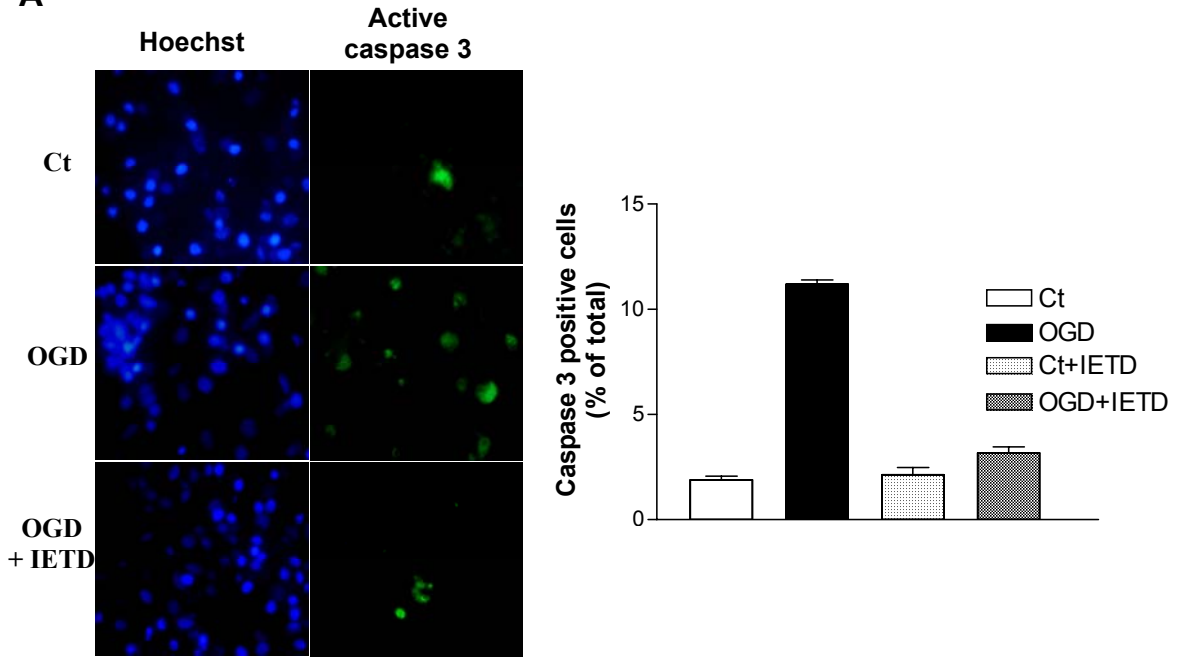 A
Hoechst
Active
caspase 3
Ct
OGD
OGD
+ IETD
Caspase 3 positive cells
(% of total)
15
10
5
0
Ct
OGD
Ct+IETD
OGD+IETD